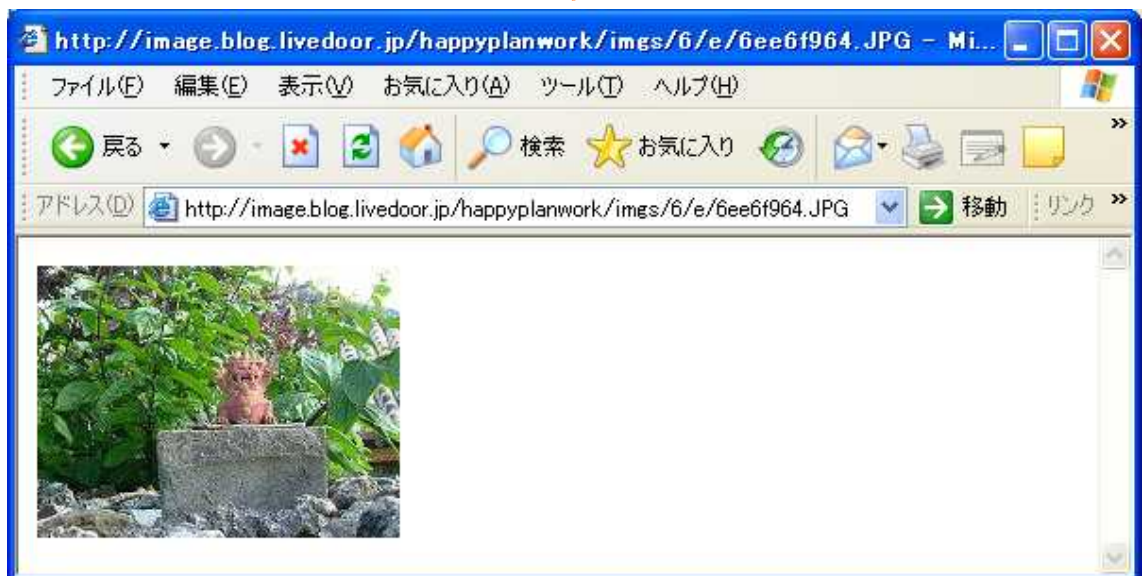 http://image.blog.livedoor.jp/happyplanwork/imgs/6/e/6ee6f964.JPG - Mi...
ファイル(F) 編集(E) 表示(V) お気に入り(A) ツール(T) ヘルプ(H)
戻る 検索 お気に入り »
アドレス(D) http://image.blog.livedoor.jp/happyplanwork/imgs/6/e/6ee6f964.JPG 移動 リンク »